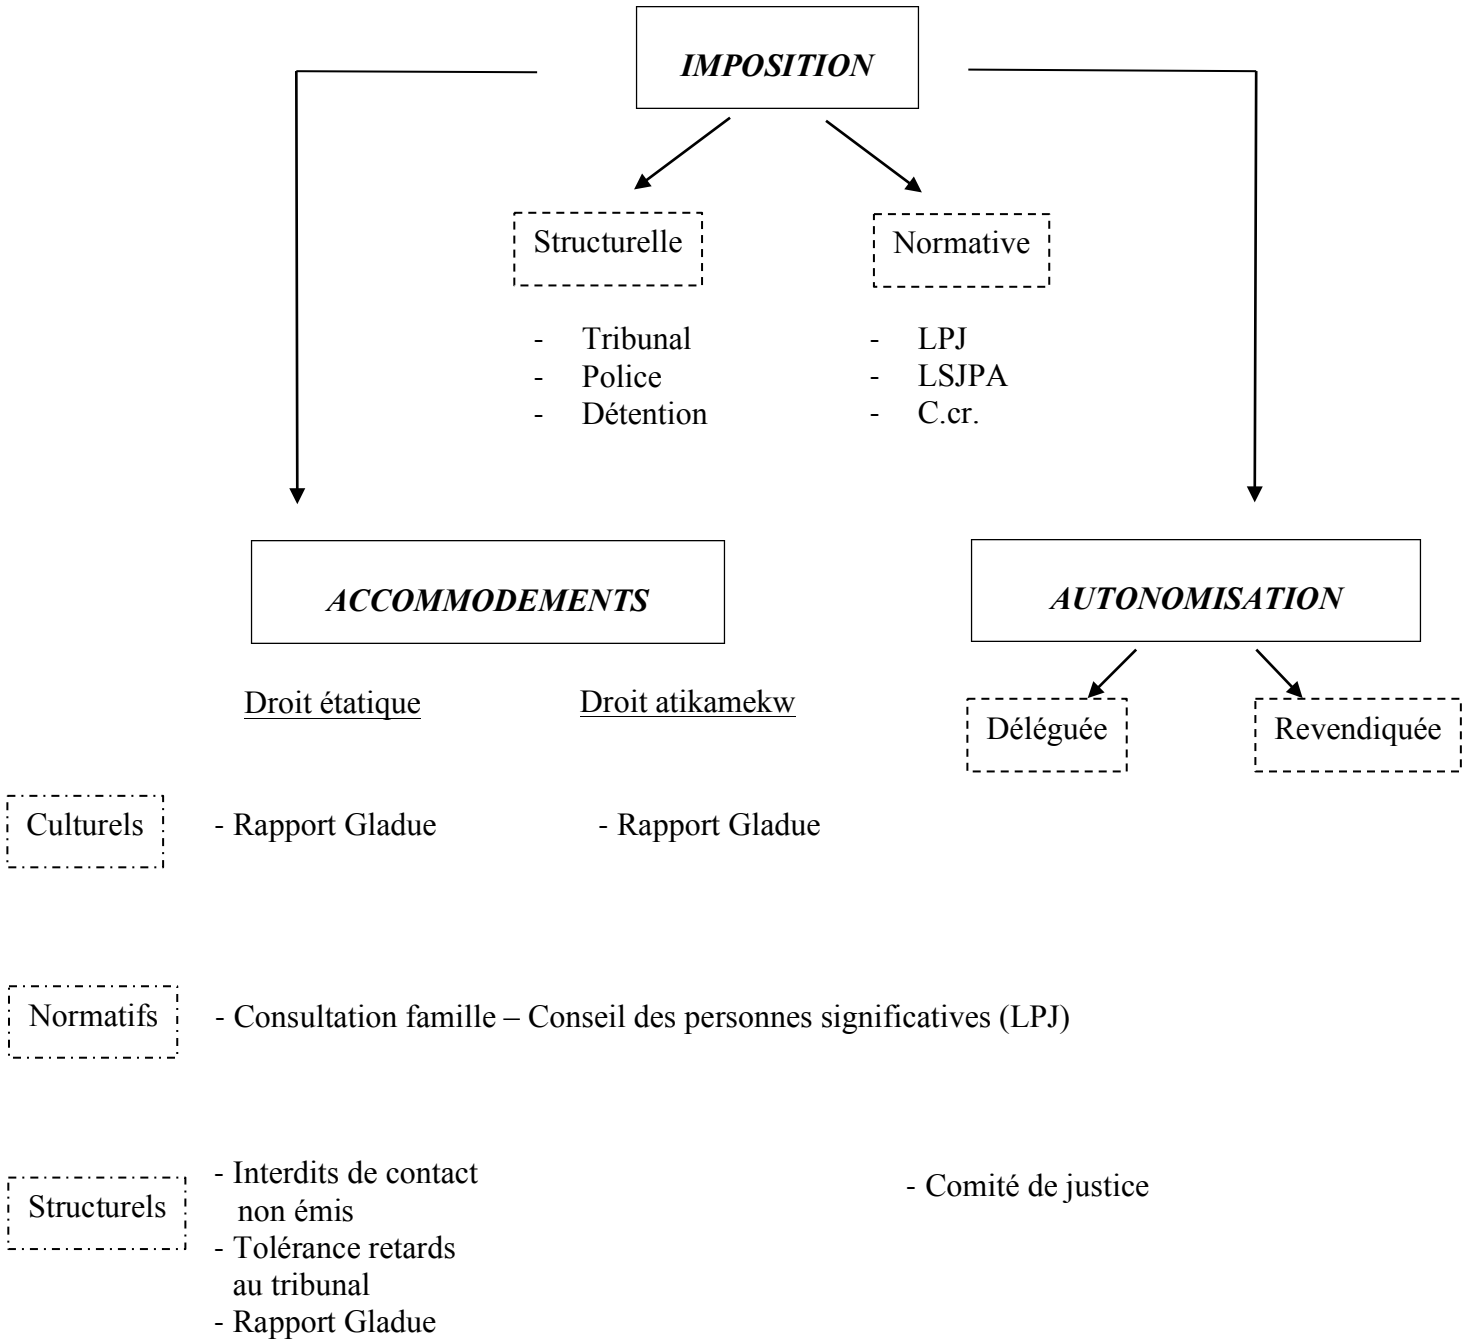 IMPOSITION
Structurelle
Normative
- Tribunal
- Police
- Détention
- LPJ
- LSJPA
- C.cr.
ACCOMMODEMENTS
AUTONOMISATION
Droit étatique
Droit atikamekw
Déléguée
Revendiquée
Culturels
- Rapport Gladue
- Rapport Gladue
Normatifs
- Consultation famille – Conseil des personnes significatives (LPJ)
Structurels
- Interdits de contact
non émis
- Tolérance retards
au tribunal
- Rapport Gladue
- Comité de justice